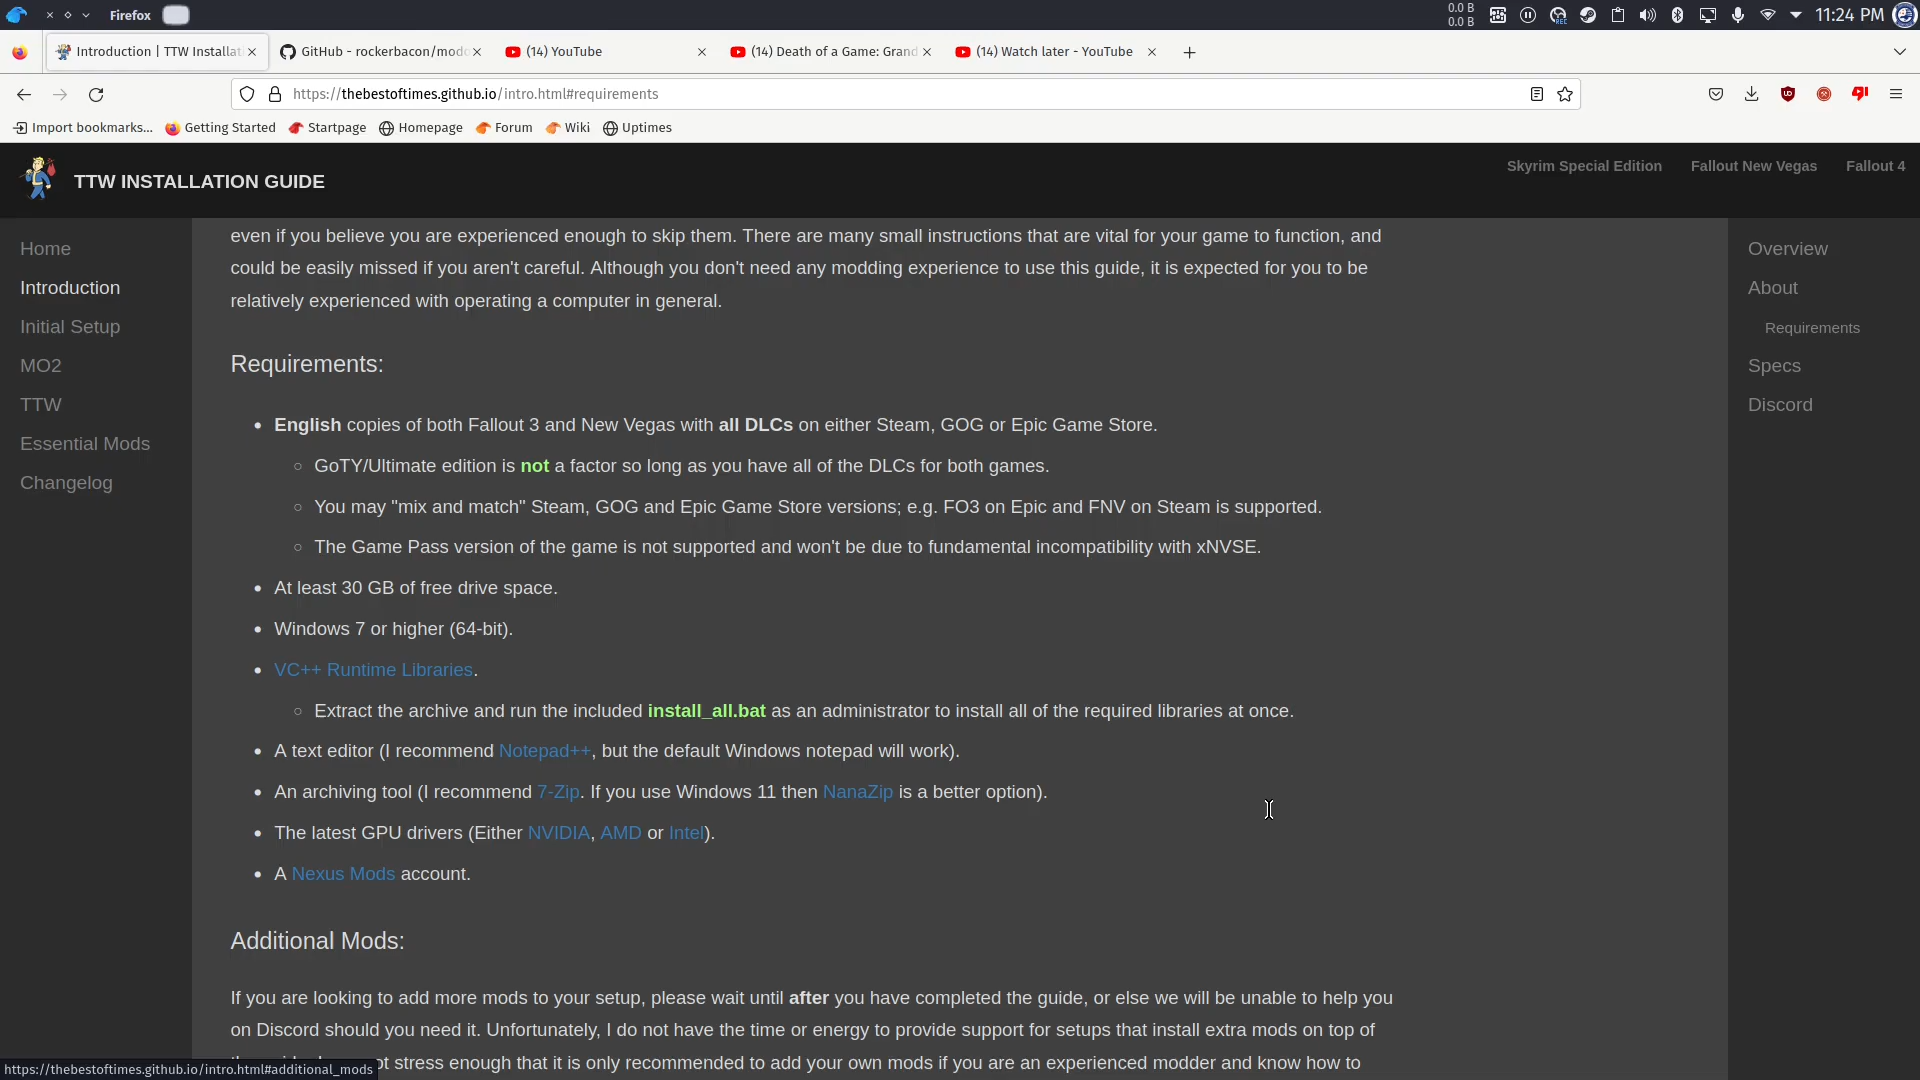 Firefox
0.0 B
0.0 B
REC
11:24 PM
Introduction | TTW Installat
GitHub - rockerbacon/modo
(14) YouTube
(14) Death of a Game: Grand
(14) Watch later - YouTube
https://thebestoftimes.github.io/intro.html#requirements
Import bookmarks...
Getting Started
Startpage
Homepage
Forum
Wiki
Uptimes
TTW INSTALLATION GUIDE
Skyrim Special Edition
Fallout New Vegas
Fallout 4
Home
Introduction
Initial Setup
MO2
TTW
Essential Mods
Changelog
even if you believe you are experienced enough to skip them. There are many small instructions that are vital for your game to function, and
could be easily missed if you aren't careful. Although you don't need any modding experience to use this guide, it is expected for you to be
relatively experienced with operating a computer in general.
Requirements:
• English copies of both Fallout 3 and New Vegas with all DLCs on either Steam, GOG or Epic Game Store.
○ GoTY/Ultimate edition is not a factor so long as you have all of the DLCs for both games.
○ You may "mix and match" Steam, GOG and Epic Game Store versions; e.g. FO3 on Epic and FNV on Steam is supported.
○ The Game Pass version of the game is not supported and won't be due to fundamental incompatibility with xNVSE.
• At least 30 GB of free drive space.
• Windows 7 or higher (64-bit).
• VC++ Runtime Libraries.
○ Extract the archive and run the included install_all.bat as an administrator to install all of the required libraries at once.
• A text editor (I recommend Notepad++, but the default Windows notepad will work).
• An archiving tool (I recommend 7-Zip. If you use Windows 11 then NanaZip is a better option).
• The latest GPU drivers (Either NVIDIA, AMD or Intel).
• A Nexus Mods account.
Additional Mods:
If you are looking to add more mods to your setup, please wait until after you have completed the guide, or else we will be unable to help you
on Discord should you need it. Unfortunately, I do not have the time or energy to provide support for setups that install extra mods on top of
stress enough that it is only recommended to add your own mods if you are an experienced modder and know how to
Overview
About
Requirements
Specs
Discord
https://thebestoftimes.github.io/intro.html#additional_mods